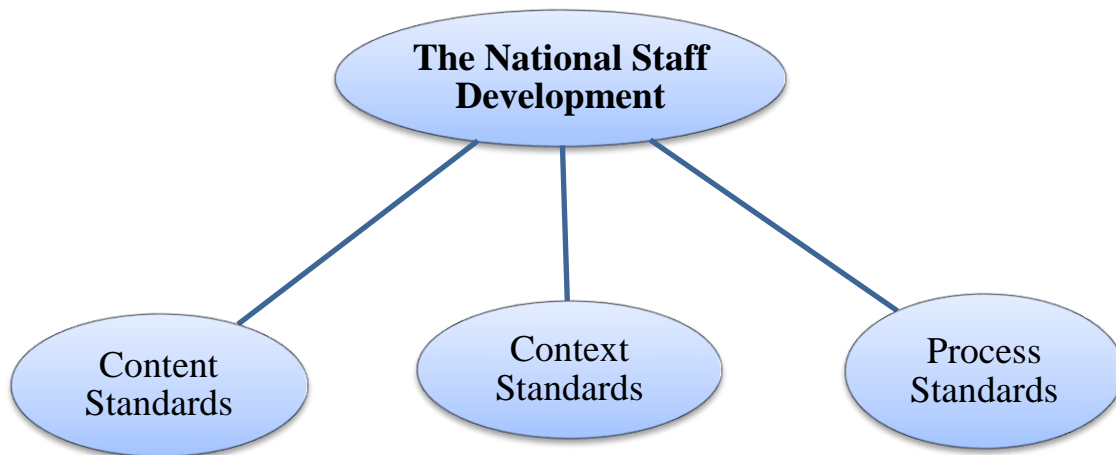 The National Staff
Development
Content
Standards
Context
Standards
Process
Standards